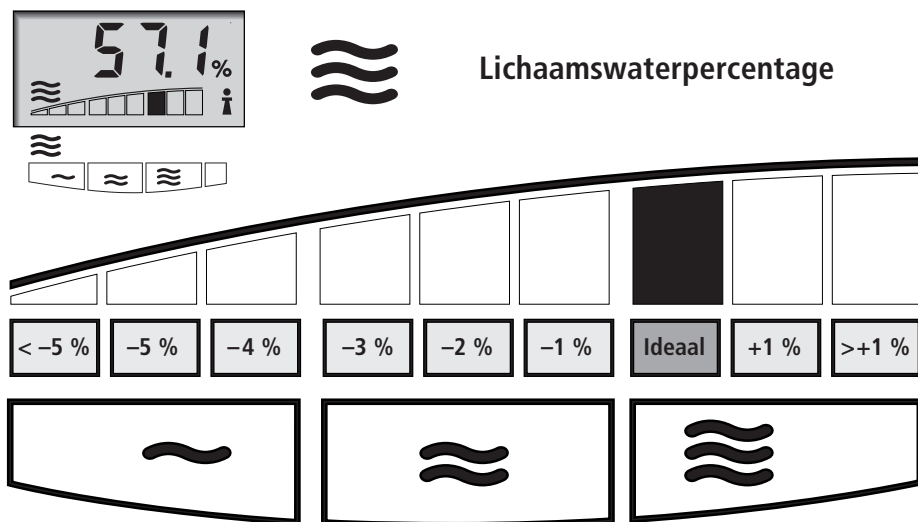 57.1%
Lichaamswaterpercentage
< –5 % –5 % –4 % –3 % –2 % –1 % Ideaal +1 % >+1 %